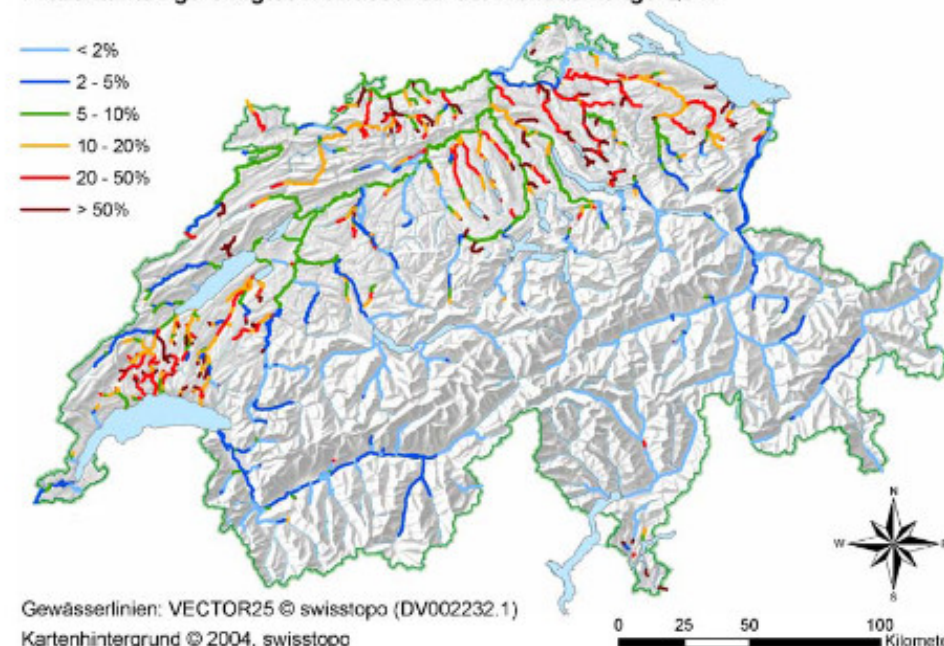 < 2%
2 - 5%
5 - 10%
10 - 20%
20 - 50%
> 50%
N
W
S
Gewässerlinien: VECTOR25 © swisstopo (DV002232.1)
Kartenhintergrund © 2004, swisstopo
0 25 50 100
Kilomete